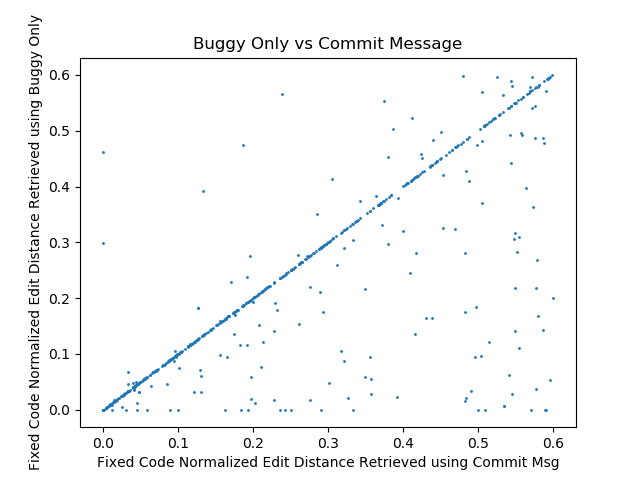 Buggy Only vs Commit Message
Fixed Code Normalized Edit Distance Retrieved using Buggy Only
0.6
0.5
0.4
0.3
0.2
0.1
0.0
0.0 0.1 0.2 0.3 0.4 0.5 0.6
Fixed Code Normalized Edit Distance Retrieved using Commit Msg